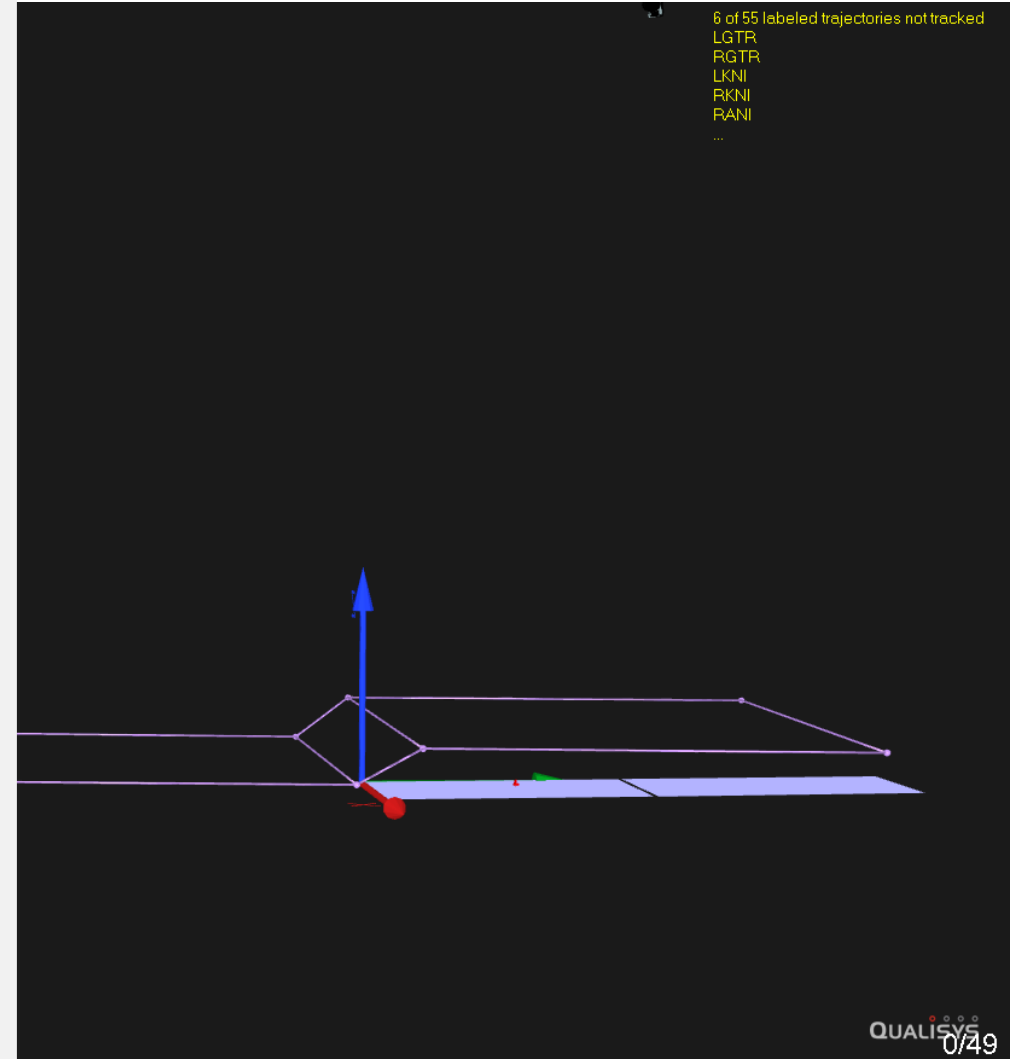 6 of 55 labeled trajectories not tracked
LGTR
RGTR
LKNI
RKNI
RANI
...
QUALISYS
0/49